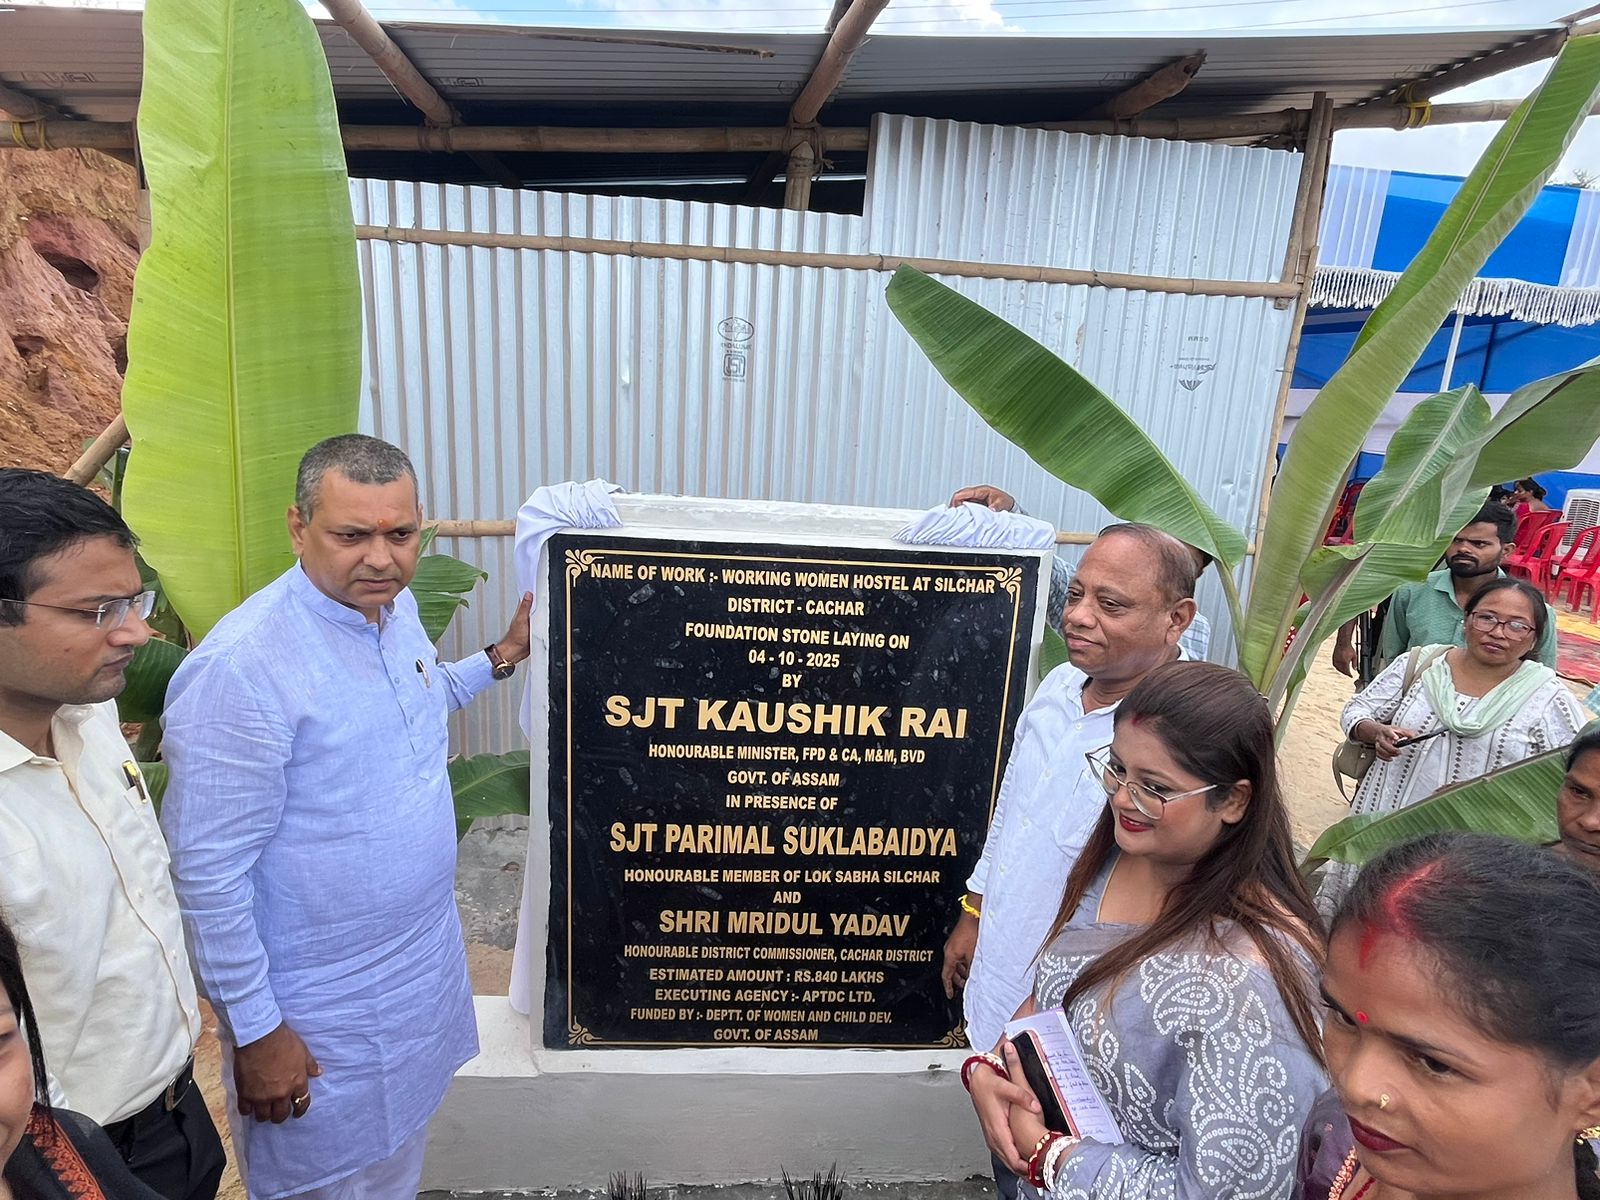 NAME OF WORK :- WORKING WOMEN HOSTEL AT SILCHAR
DISTRICT - CACHAR
FOUNDATION STONE LAYING ON
04 - 10 - 2025
BY
SJT KAUSHIK RAI
HONOURABLE MINISTER, FPD & CA, M&M, BVD
GOVT. OF ASSAM
IN PRESENCE OF
SJT PARIMAL SUKLABAIDYA
HONOURABLE MEMBER OF LOK SABHA SILCHAR
AND
SHRI MRIDUL YADAV
HONOURABLE DISTRICT COMMISSIONER, CACHAR DISTRICT
ESTIMATED AMOUNT : RS.840 LAKHS
EXECUTING AGENCY :- APTDC LTD.
FUNDED BY :- DEPTT. OF WOMEN AND CHILD DEV.
GOVT. OF ASSAM